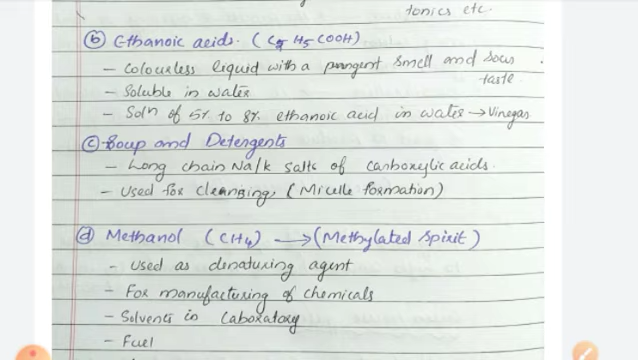 tonics etc.
(b) Ethanoic acids. (C2H5COOH)
- Colourless liquid with a pungent smell and sour
taste.
- Soluble in water
- Soln of 5% to 8% ethanoic acid in water → Vinegar
(c) Soup and Detergents
- Long chain Na/k salts of carboxylic acids.
- Used for cleansing, (Micelle formation)
(d) Methanol (CH4) → (Methylated spirit)
- Used as denaturing agent
- For manufacturing of chemicals
- Solvents in Laboratory
- Fuel